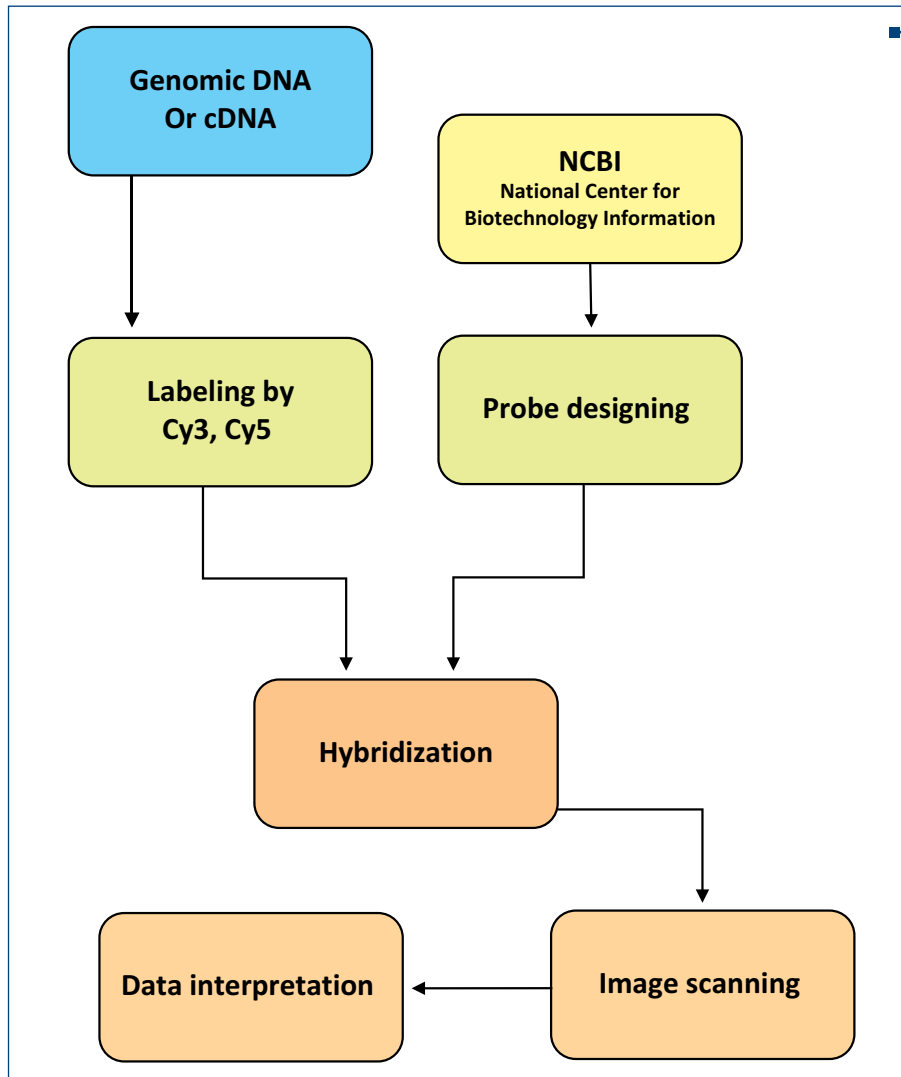 Genomic DNA
Or cDNA
NCBI
National Center for
Biotechnology Information
Labeling by
Cy3, Cy5
Probe designing
Hybridization
Data interpretation
Image scanning